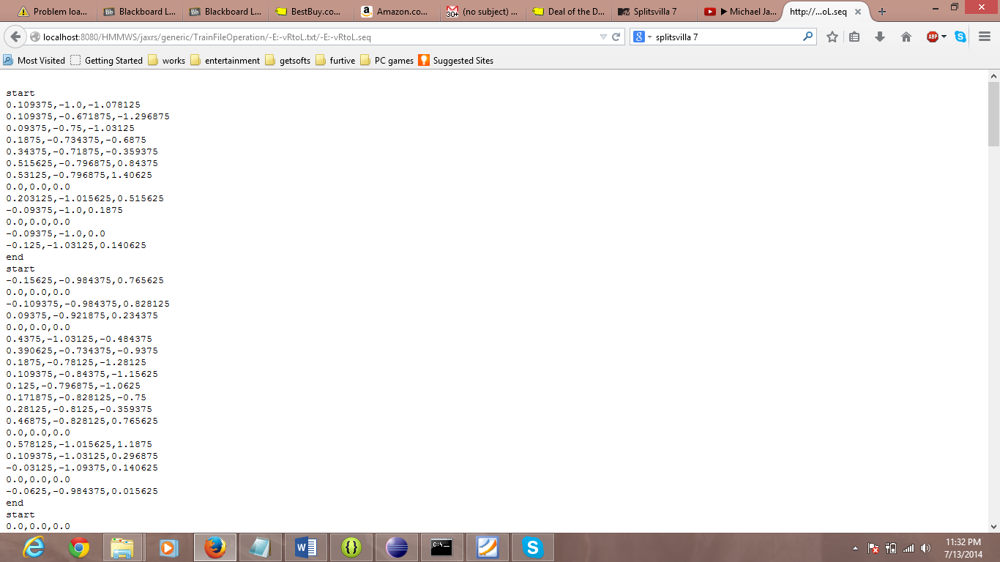 Problem loa...
Blackboard L...
Blackboard L...
BestBuy.co...
Amazon.co...
30+ (no subject) ...
Deal of the D...
Splitsvilla 7
▶ Michael Ja...
http://...oL.seq
localhost:8080/HMMWS/jaxrs/generic/TrainFileOperation/-E:-vRtoL.txt/-E:-vRtoL.seq
splitsvilla 7
Most Visited
Getting Started
works
entertainment
getsofts
furtive
PC games
Suggested Sites
start
0.109375,-1.0,-1.078125
0.109375,-0.671875,-1.296875
0.09375,-0.75,-1.03125
0.1875,-0.734375,-0.6875
0.34375,-0.71875,-0.359375
0.515625,-0.796875,0.84375
0.53125,-0.796875,1.40625
0.0,0.0,0.0
0.203125,-1.015625,0.515625
-0.09375,-1.0,0.1875
0.0,0.0,0.0
-0.09375,-1.0,0.0
-0.125,-1.03125,0.140625
end
start
-0.15625,-0.984375,0.765625
0.0,0.0,0.0
-0.109375,-0.984375,0.828125
0.09375,-0.921875,0.234375
0.0,0.0,0.0
0.4375,-1.03125,-0.484375
0.390625,-0.734375,-0.9375
0.1875,-0.78125,-1.28125
0.109375,-0.84375,-1.15625
0.125,-0.796875,-1.0625
0.171875,-0.828125,-0.75
0.28125,-0.8125,-0.359375
0.46875,-0.828125,0.765625
0.0,0.0,0.0
0.578125,-1.015625,1.1875
0.109375,-1.03125,0.296875
-0.03125,-1.09375,0.140625
0.0,0.0,0.0
-0.0625,-0.984375,0.015625
end
start
0.0,0.0,0.0
11:32 PM
7/13/2014